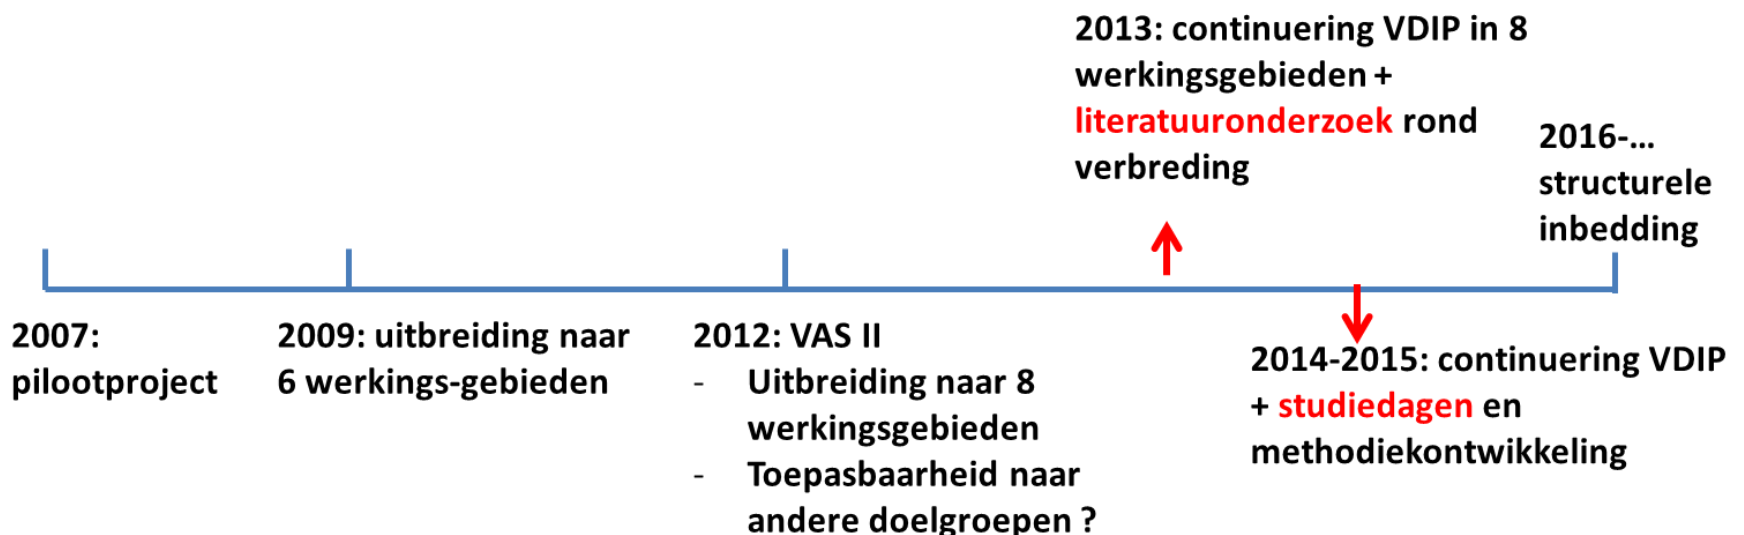 2013: continuering VDIP in 8
werkingsgebieden +
literatuuronderzoek rond
verbreding
2016-...
structurele
inbedding
2007:
pilootproject
2009: uitbreiding naar
6 werkings-gebieden
2012: VAS II
- Uitbreiding naar 8
werkingsgebieden
- Toepasbaarheid naar
andere doelgroepen ?
2014-2015: continuering VDIP
+ studiedagen en
methodiekontwikkeling